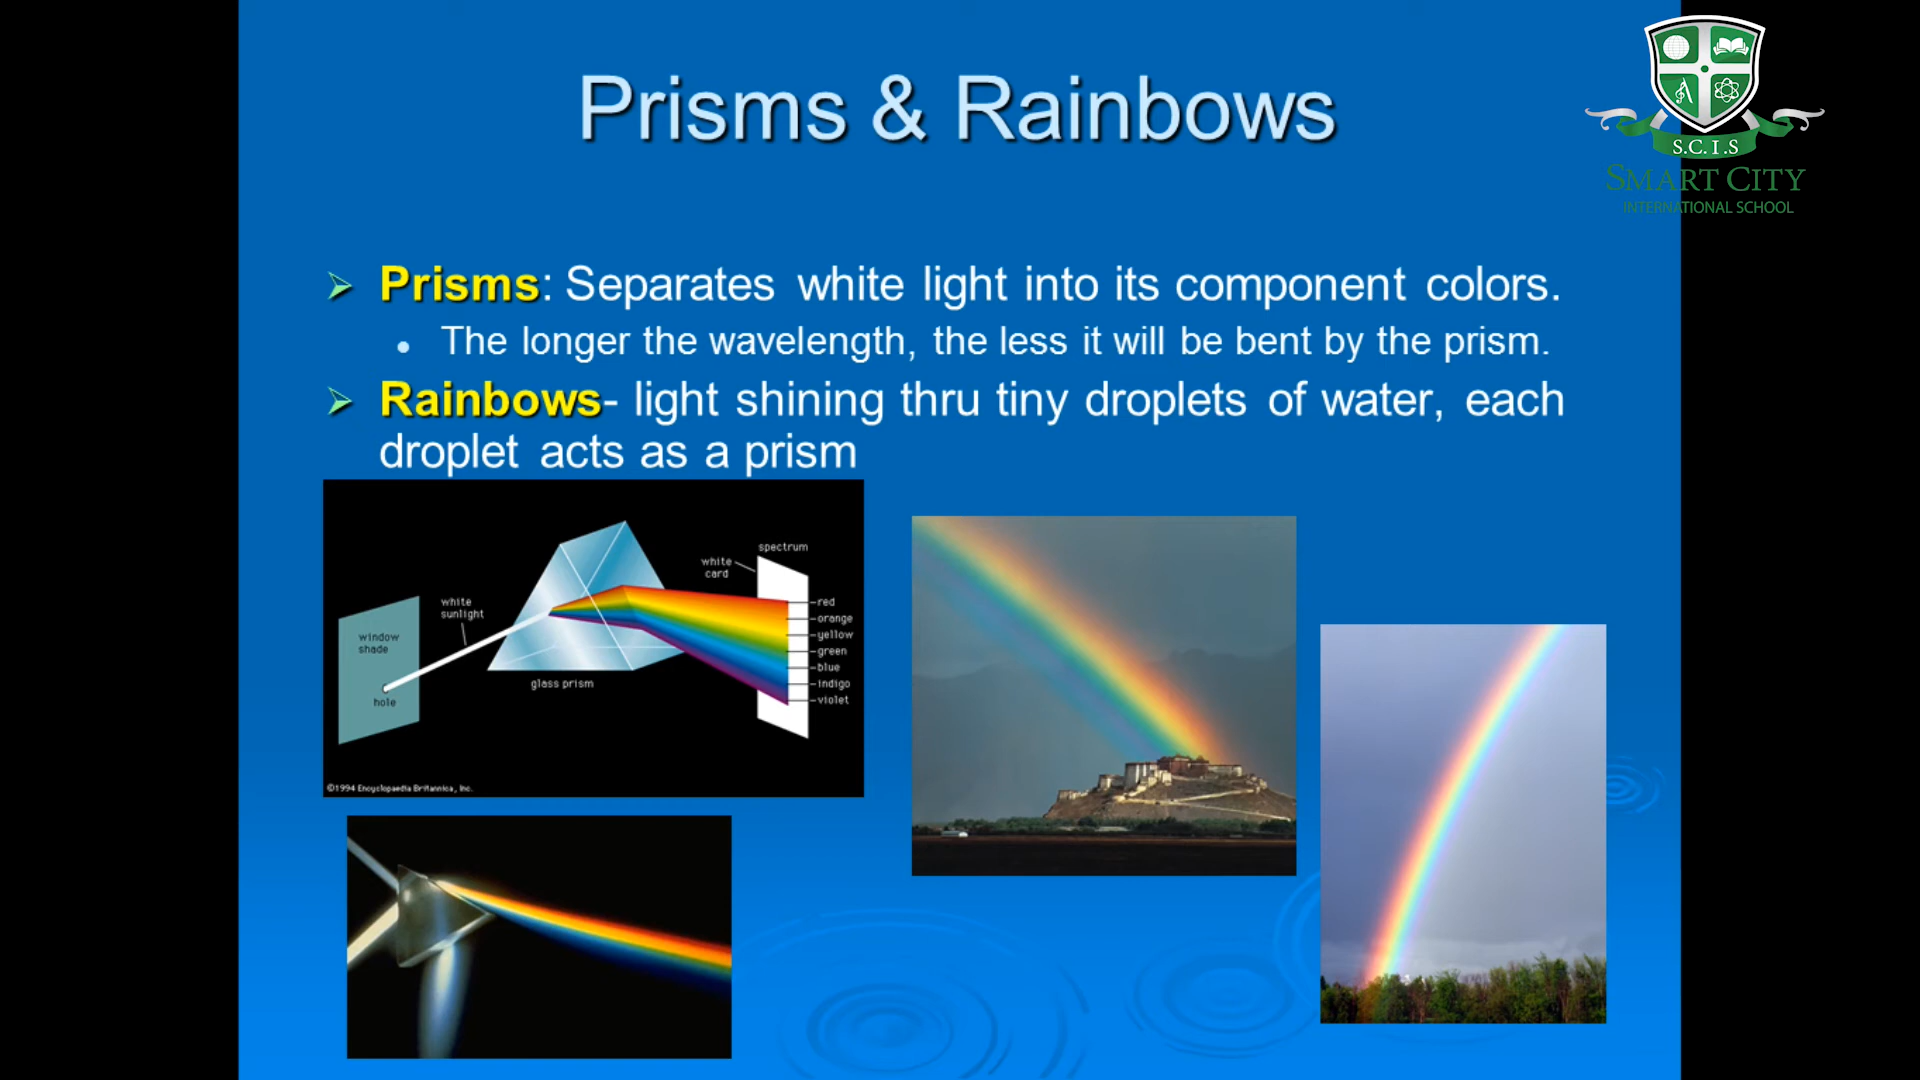 Prisms & Rainbows
S.C.I.S
SMART CITY
INTERNATIONAL SCHOOL
Prisms: Separates white light into its component colors.
The longer the wavelength, the less it will be bent by the prism.
Rainbows- light shining thru tiny droplets of water, each
droplet acts as a prism
window
shade
hole
white
sunlight
glass prism
white
card
spectrum
red
orange
yellow
green
blue
indigo
violet
©1994 Encyclopaedia Britannica, Inc.